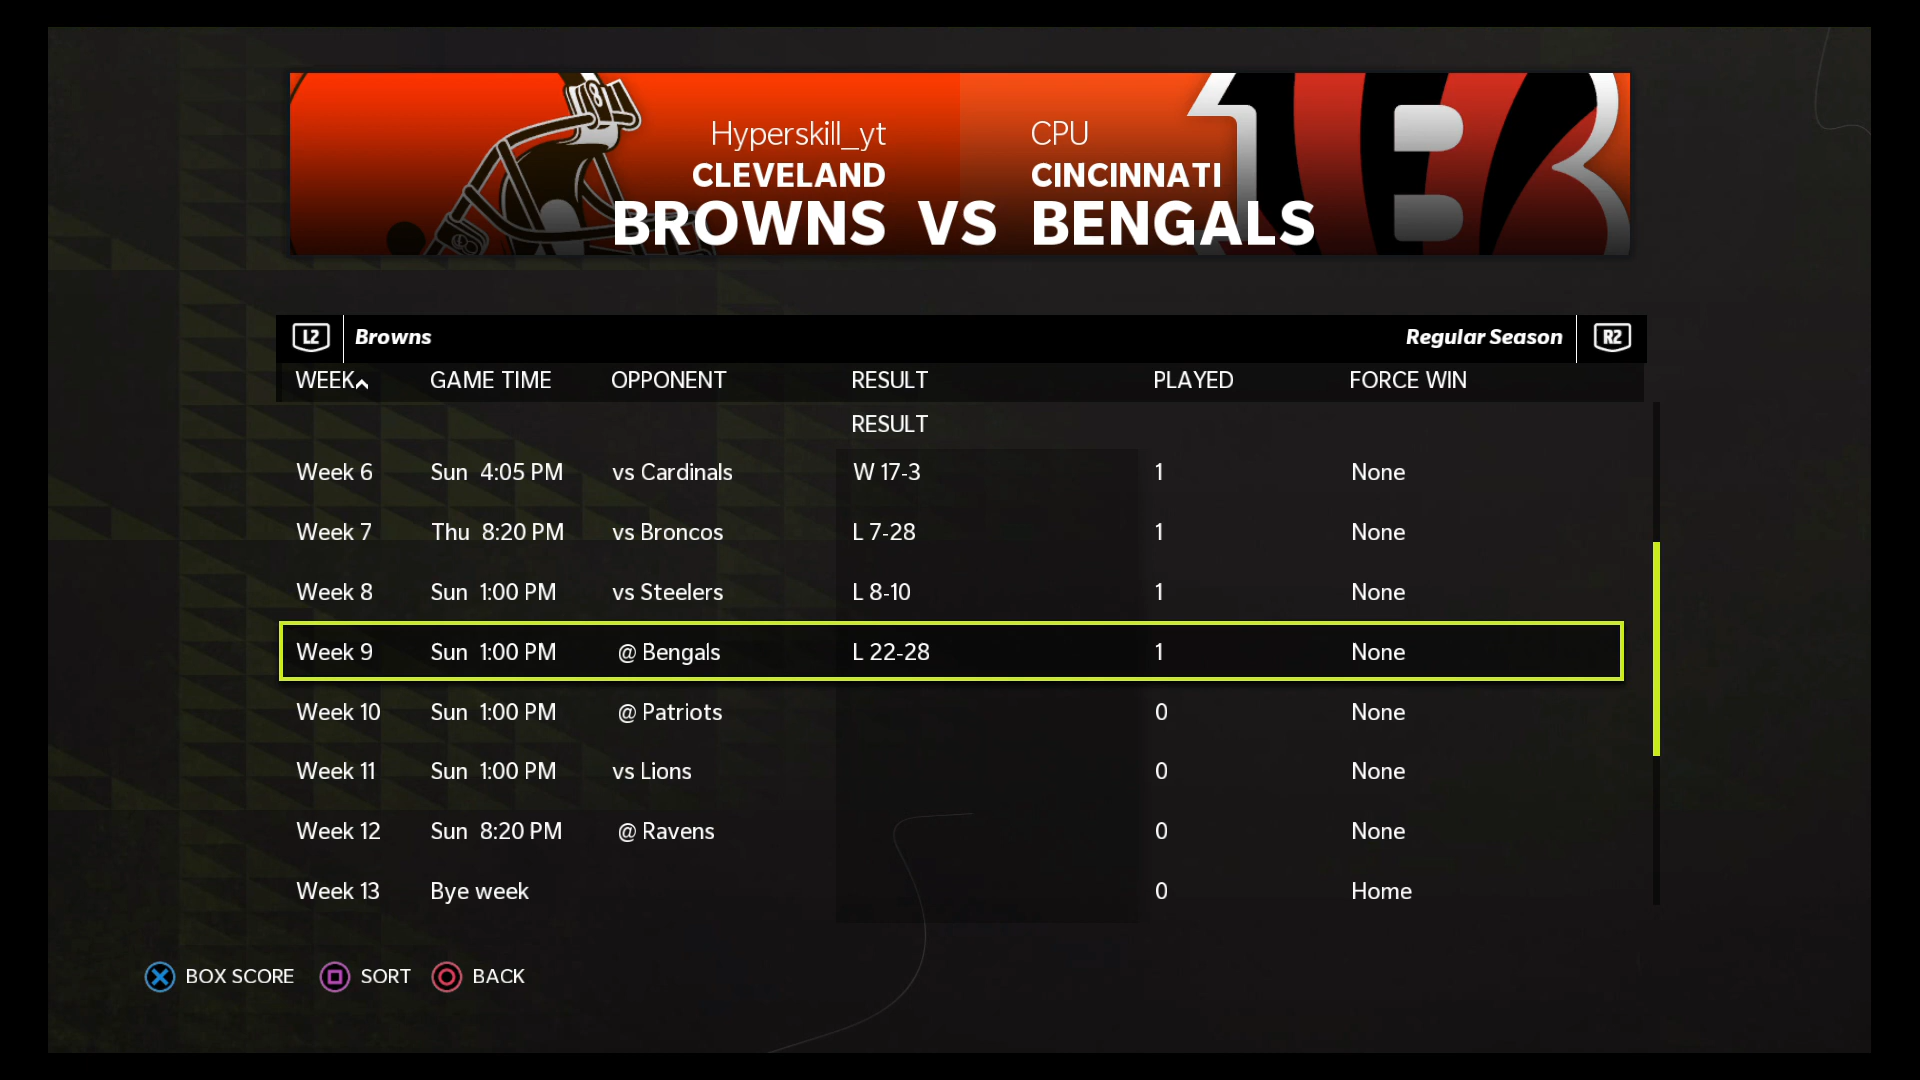 Hyperskill_yt CPU
CLEVELAND CINCINNATI
BROWNS VS BENGALS
L2 Browns Regular Season R2
WEEK GAME TIME OPPONENT RESULT PLAYED FORCE WIN
RESULT
Week 6 Sun 4:05 PM vs Cardinals W 17-3 1 None
Week 7 Thu 8:20 PM vs Broncos L 7-28 1 None
Week 8 Sun 1:00 PM vs Steelers L 8-10 1 None
Week 9 Sun 1:00 PM @ Bengals L 22-28 1 None
Week 10 Sun 1:00 PM @ Patriots 0 None
Week 11 Sun 1:00 PM vs Lions 0 None
Week 12 Sun 8:20 PM @ Ravens 0 None
Week 13 Bye week 0 Home
BOX SCORE SORT BACK